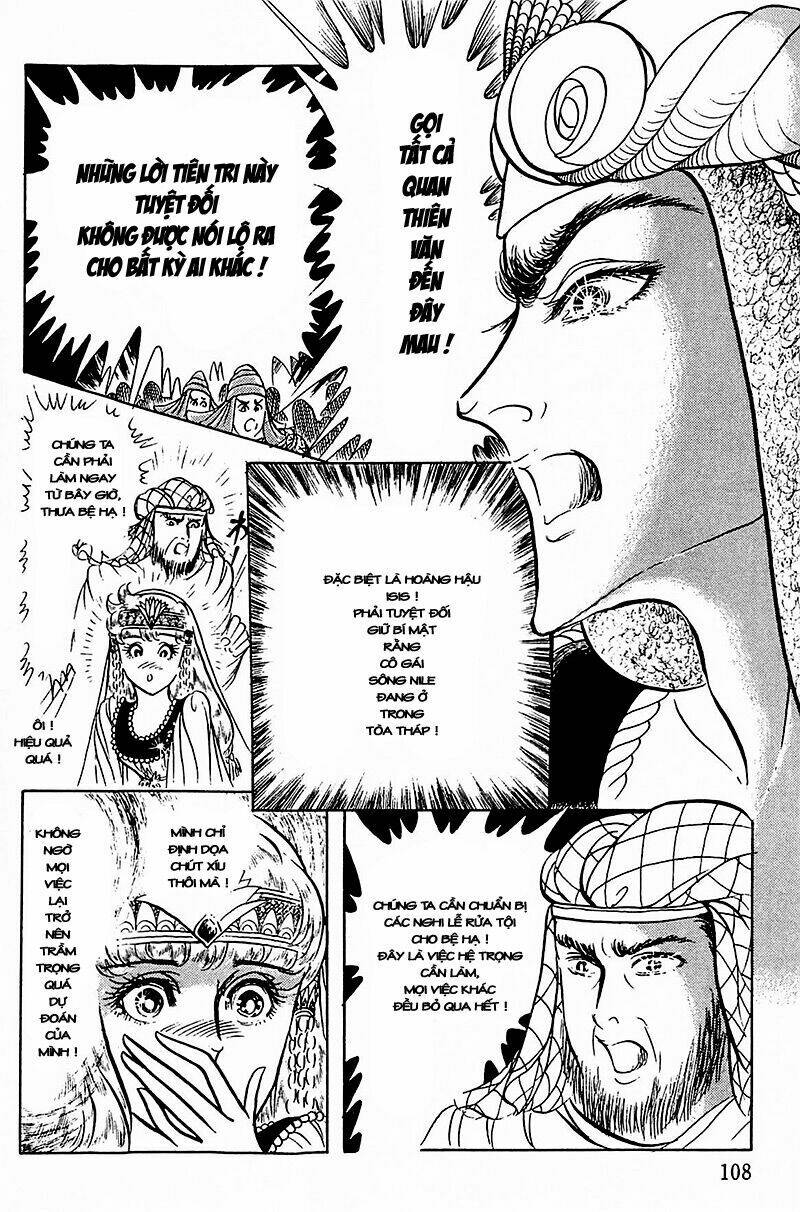 GỌI
TẤT CẢ
QUAN
THIÊN
VĂN
ĐẾN
ĐÂY
MAU !
NHỮNG LỜI TIÊN TRI NÀY
TUYỆT ĐỐI
KHÔNG ĐƯỢC NÓI LỘ RA
CHO BẤT KỲ AI KHÁC !
CHÚNG TA
CẦN PHẢI
LÀM NGAY
TỪ BÂY GIỜ,
THƯA BỆ HẠ !
ÔI !
HIỆU QUẢ
QUÁ !
ĐẶC BIỆT LÀ HOÀNG HẬU
ISIS !
PHẢI TUYỆT ĐỐI
GIỮ BÍ MẬT
RẰNG
CÔ GÁI
SÔNG NILE
ĐANG Ở
TRONG
TÒA THÁP !
MÌNH CHỈ
ĐỊNH DỌA
CHÚT XÍU
THÔI MÀ !
KHÔNG
NGỜ
MỌI
VIỆC
LẠI
TRỞ
NÊN
TRẦM
TRỌNG
QUÁ
DỰ
ĐOÁN
CỦA
MÌNH !
CHÚNG TA CẦN CHUẨN BỊ
CÁC NGHI LỄ RỬA TỘI
CHO BỆ HẠ !
ĐÂY LÀ VIỆC HỆ TRỌNG
CẦN LÀM,
MỌI VIỆC KHÁC
ĐỀU BỎ QUA HẾT !
108